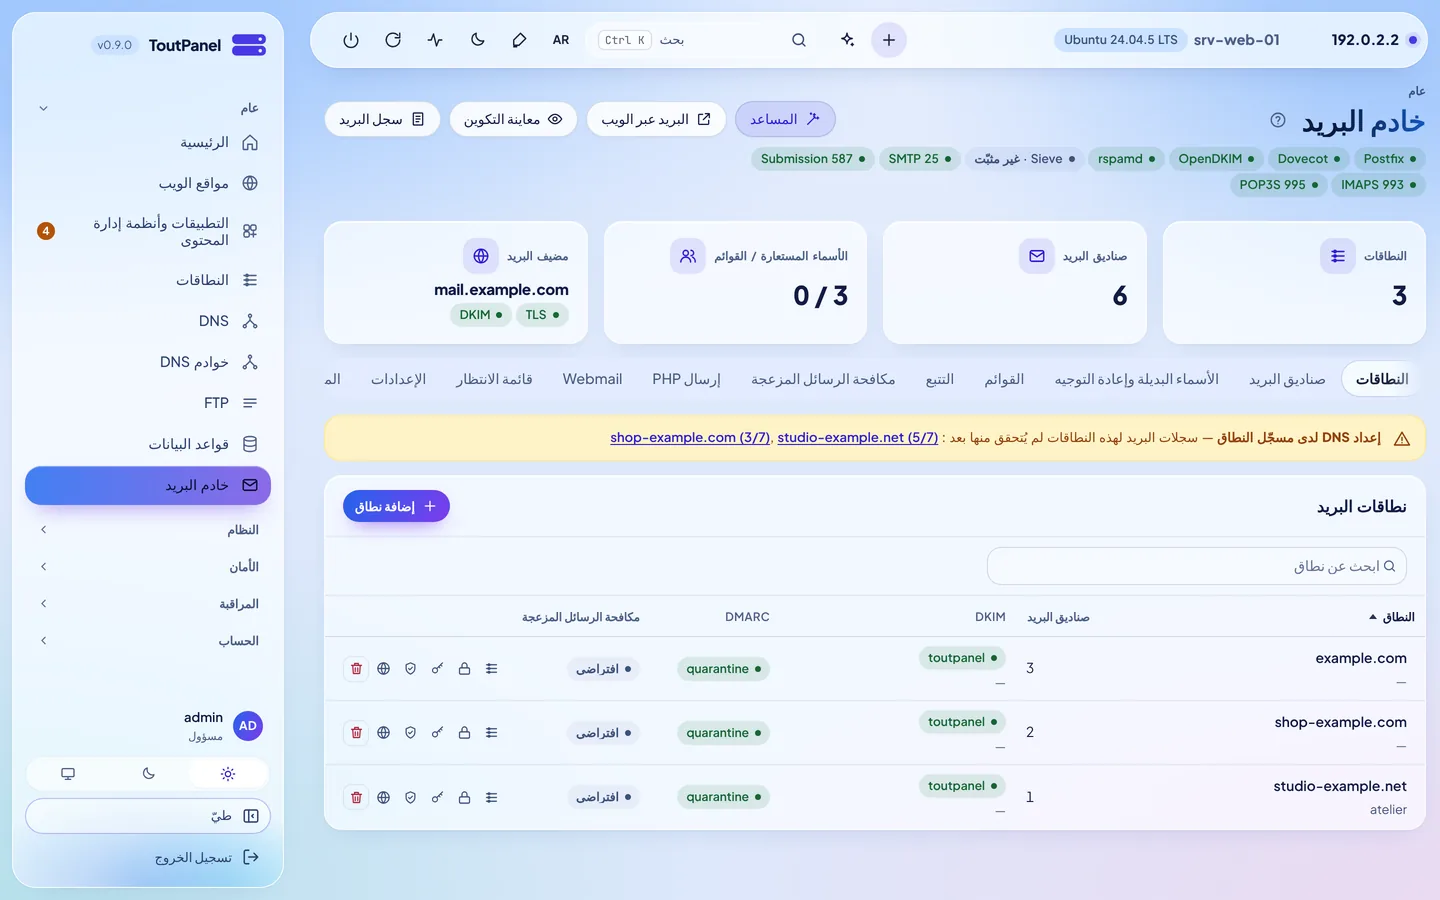 ToutPanel v0.9.0
عام
الرئيسية
مواقع الويب
التطبيقات وأنظمة إدارة
المحتوى
4
النطاقات
DNS
خوادم DNS
FTP
قواعد البيانات
خادم البريد
النظام
الأمان
المراقبة
الحساب
AD
admin
مسؤول
طيّ
تسجيل الخروج
192.0.2.2
srv-web-01
Ubuntu 24.04.5 LTS
بحث
Ctrl K
AR
عام
خادم البريد
المساعد
البريد عبر الويب
معاينة التكوين
سجل البريد
Postfix
Dovecot
OpenDKIM
rspamd
Sieve · غير مثبّت
SMTP 25
Submission 587
IMAPS 993
POP3S 995
النطاقات
3
صناديق البريد
6
الأسماء المستعارة / القوائم
0 / 3
مضيف البريد
mail.example.com
TLS
DKIM
النطاقات
صناديق البريد
الأسماء البديلة وإعادة التوجيه
القوائم
التتبع
مكافحة الرسائل المزعجة
إرسال PHP
Webmail
قائمة الانتظار
الإعدادات
الم
إعداد DNS لدى مسجّل النطاق — سجلات البريد لهذه النطاقات لم يُتحقق منها بعد : shop-example.com (3/7), studio-example.net (5/7)
نطاقات البريد
إضافة نطاق
ابحث عن نطاق
النطاق
صناديق البريد
DKIM
DMARC
مكافحة الرسائل المزعجة
example.com
—
3
toutpanel
—
quarantine
افتراضي
shop-example.com
—
2
toutpanel
—
quarantine
افتراضي
studio-example.net
atelier
1
toutpanel
—
quarantine
افتراضي